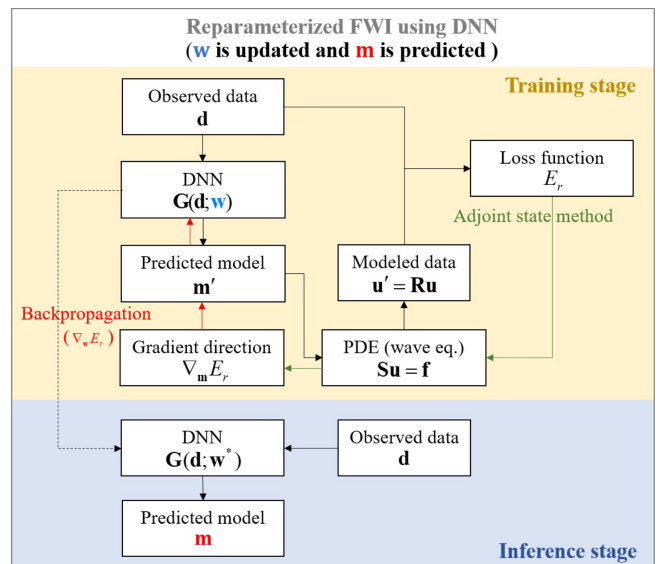 Reparameterized FWI using DNN
(w is updated and m is predicted )
Training stage
Observed data
d
DNN
G(d;w)
Loss function
E_r
Adjoint state method
Predicted model
m′
Modeled data
u′ = Ru
Backpropagation
( ∇_w E_r )
Gradient direction
∇_m E_r
PDE (wave eq.)
Su = f
DNN
G(d; w*)
Observed data
d
Predicted model
m
Inference stage